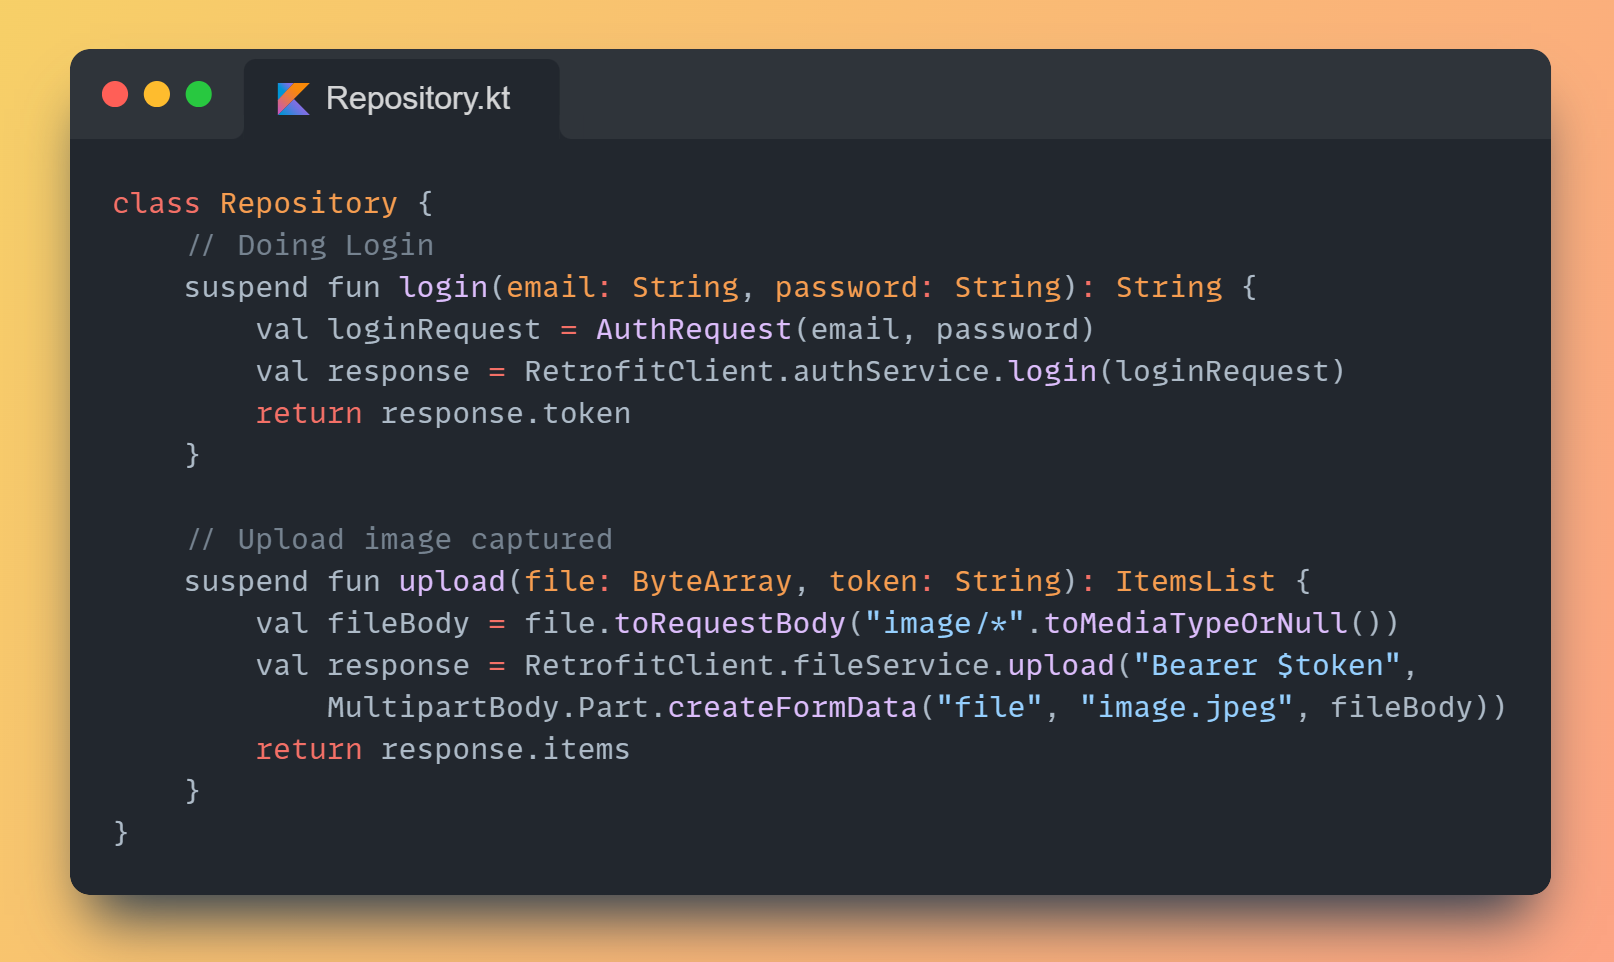 Repository.kt
class Repository {
    // Doing Login
    suspend fun login(email: String, password: String): String {
        val loginRequest = AuthRequest(email, password)
        val response = RetrofitClient.authService.login(loginRequest)
        return response.token
    }

    // Upload image captured
    suspend fun upload(file: ByteArray, token: String): ItemsList {
        val fileBody = file.toRequestBody("image/*".toMediaTypeOrNull())
        val response = RetrofitClient.fileService.upload("Bearer $token",
            MultipartBody.Part.createFormData("file", "image.jpeg", fileBody))
        return response.items
    }
}